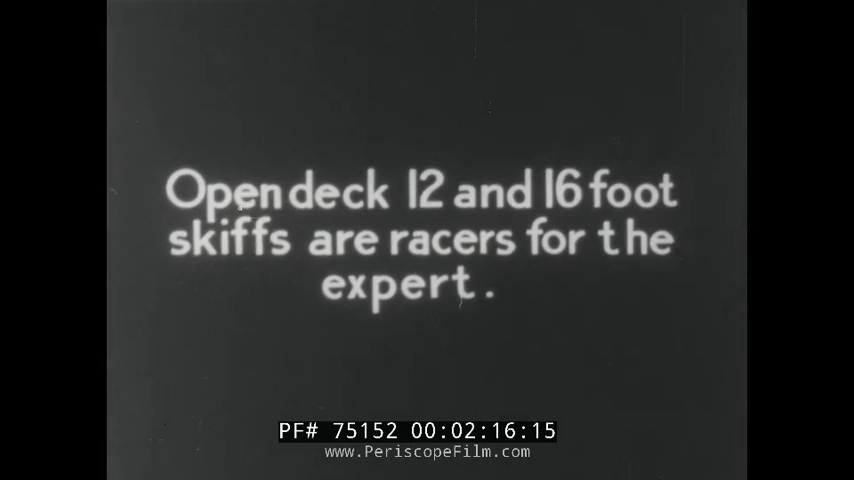 Open deck 12 and 16 foot
skiffs are racers for the
expert.
PF# 75152 00:02:16:15
www.PeriscopeFilm.com